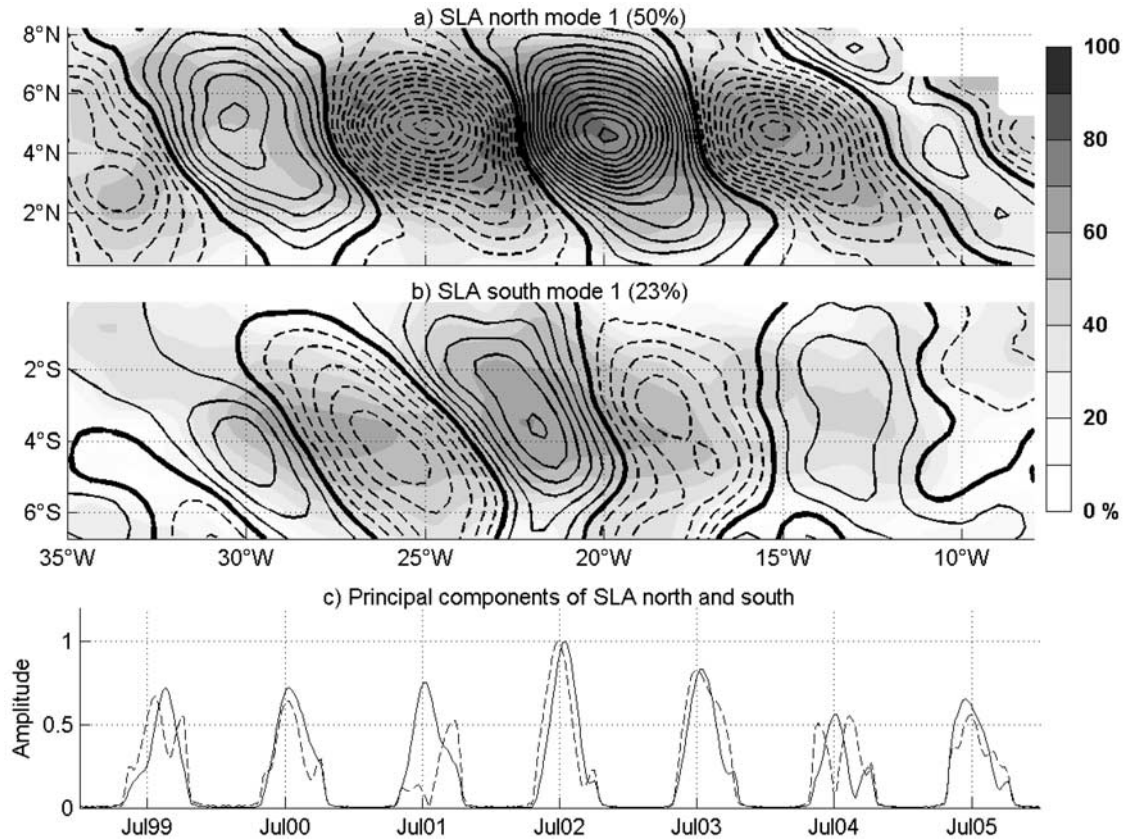 a) SLA north mode 1 (50%)
8°N
6°N
4°N
2°N
b) SLA south mode 1 (23%)
2°S
4°S
6°S
35°W 30°W 25°W 20°W 15°W 10°W
100
80
60
40
20
0 %
c) Principal components of SLA north and south
Amplitude
1
0.5
0
Jul99 Jul00 Jul01 Jul02 Jul03 Jul04 Jul05